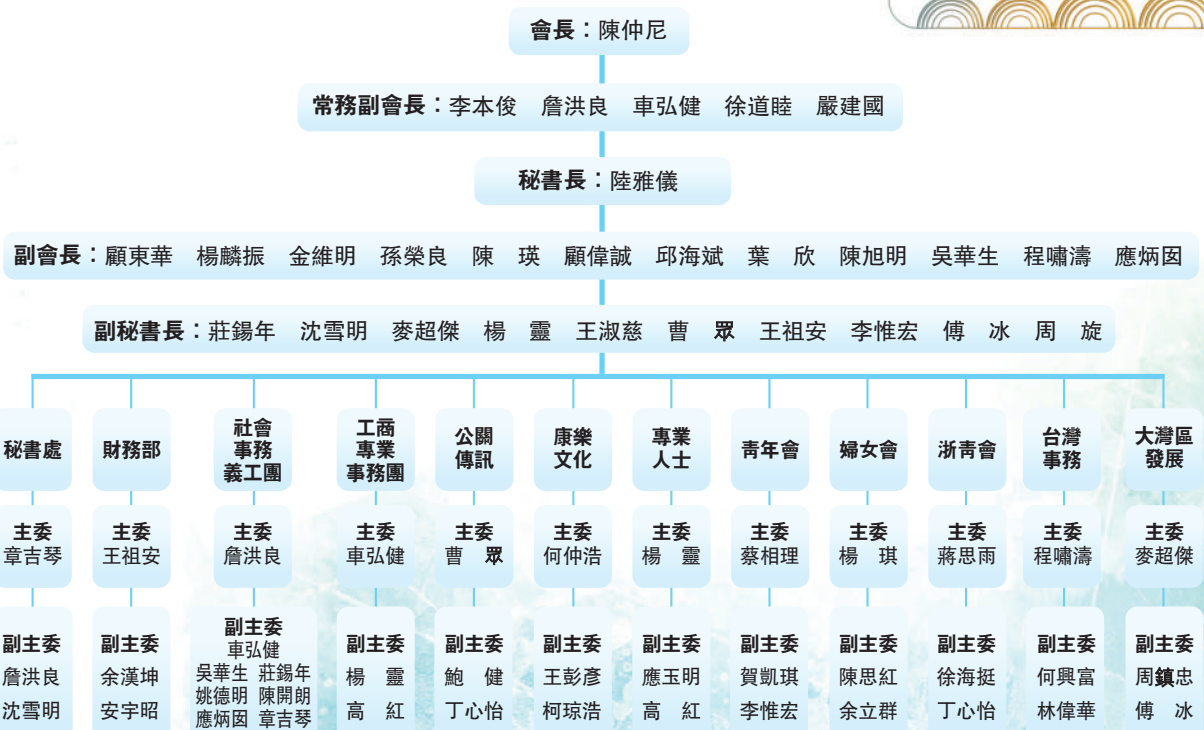 會長：陳仲尼
常務副會長：李本俊 詹洪良 車弘健 徐道睦 嚴建國
秘書長：陸雅儀
副會長：顧東華 楊麟振 金維明 孫榮良 陳 瑛 顧偉誠 邱海斌 葉 欣 陳旭明 吳華生 程嘯濤 應炳囡
副秘書長：莊鍚年 沈雪明 麥超傑 楊 靈 王淑慈 曹 眾 王祖安 李惟宏 傅 冰 周 旋
秘書處
主委
章吉琴
副主委
詹洪良
沈雪明
財務部
主委
王祖安
副主委
余漢坤
安宇昭
社會
事務
義工團
主委
詹洪良
副主委
車弘健
吳華生 莊鍚年
姚德明 陳開朗
應炳囡 章吉琴
工商
專業
事務團
主委
車弘健
副主委
楊 靈
高 紅
公關
傳訊
主委
曹 眾
副主委
鮑 健
丁心怡
康樂
文化
主委
何仲浩
副主委
王彭彥
柯琼浩
專業
人士
主委
楊 靈
副主委
應玉明
高 紅
青年會
主委
蔡相理
副主委
賀凱琪
李惟宏
婦女會
主委
楊 琪
副主委
陳思紅
余立群
浙青會
主委
蔣思雨
副主委
徐海挺
丁心怡
台灣
事務
主委
程嘯濤
副主委
何興富
林偉華
大灣區
發展
主委
麥超傑
副主委
周鎮忠
傅 冰